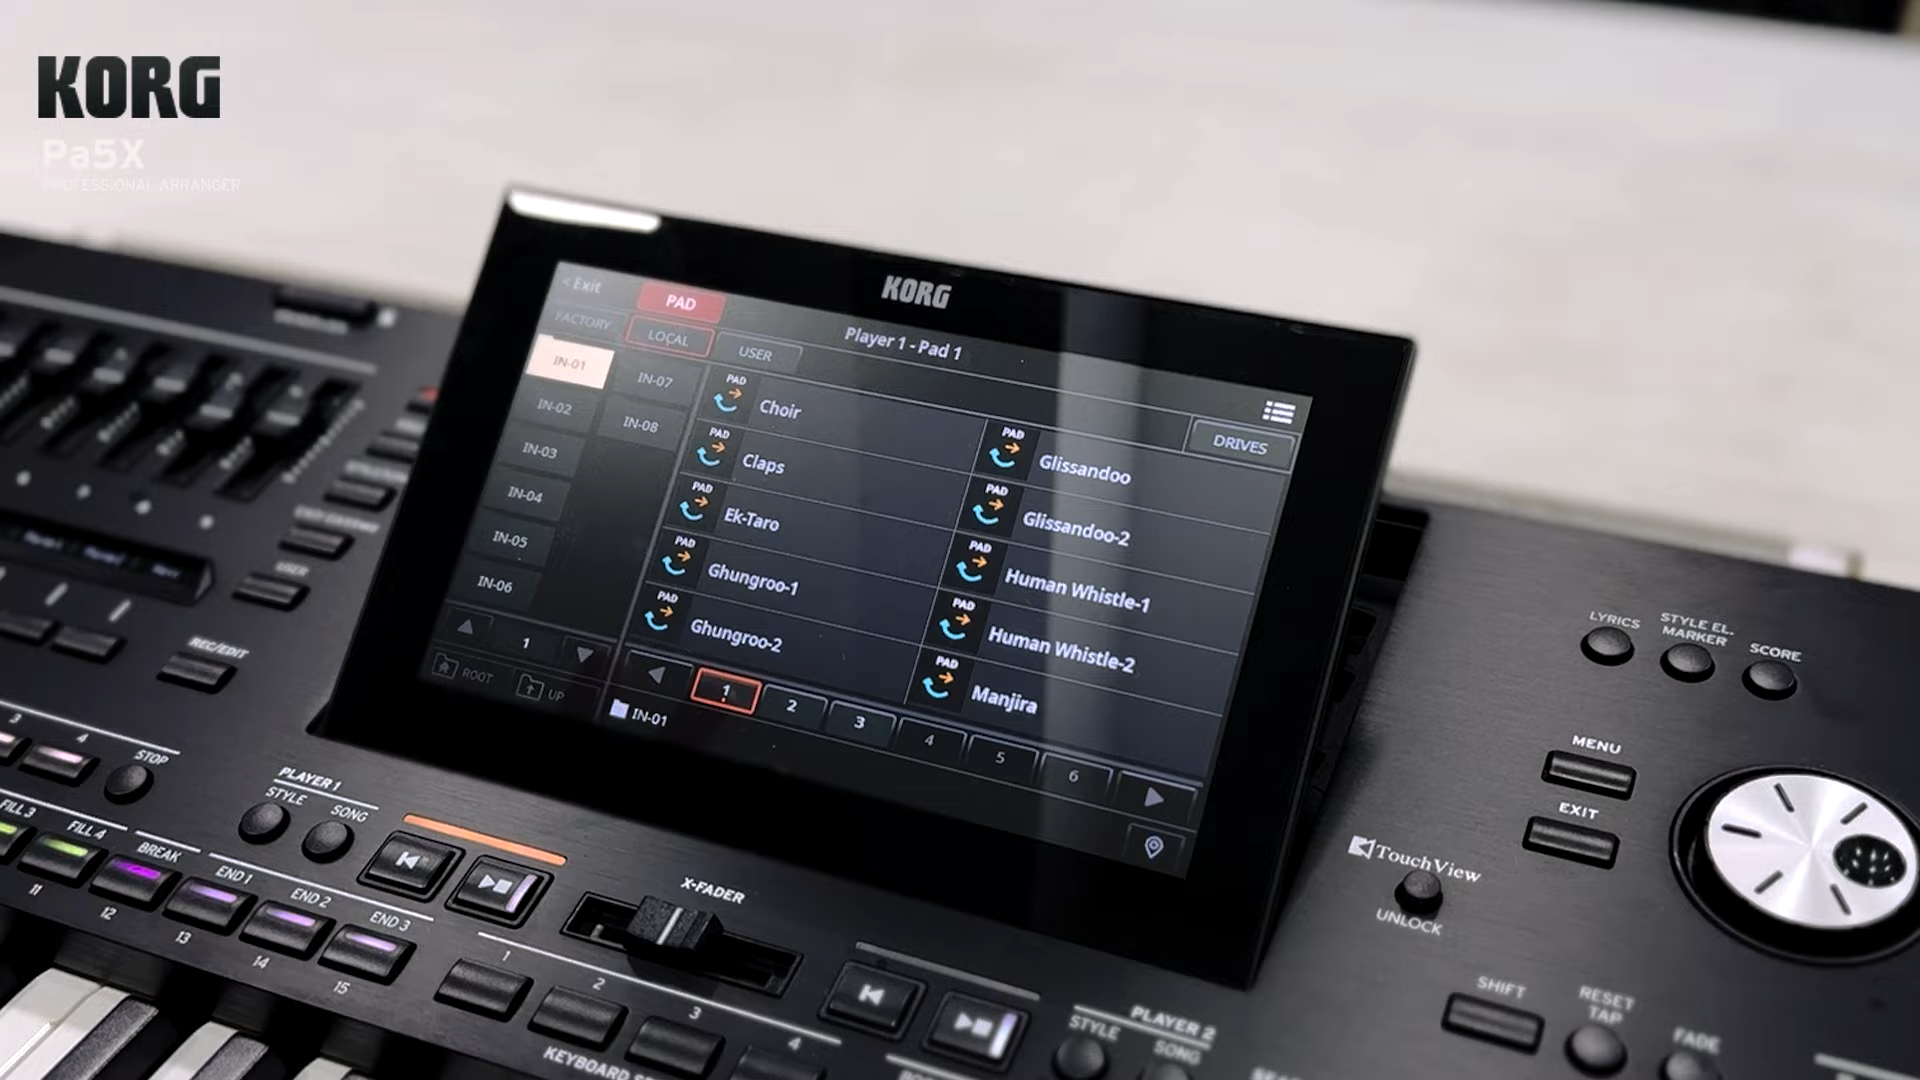 KORG
Pa5X
PROFESSIONAL ARRANGER
KORG
< Exit
PAD
Player 1 - Pad 1
FACTORY
LOCAL
USER
DRIVES
IN-01
IN-07
IN-02
IN-08
IN-03
IN-04
IN-05
IN-06
PAD
Choir
PAD
Claps
PAD
Ek-Taro
PAD
Ghungroo-1
PAD
Ghungroo-2
PAD
Glissandoo
PAD
Glissandoo-2
PAD
Human Whistle-1
PAD
Human Whistle-2
PAD
Manjira
1
ROOT
UP
1
2
3
4
5
6
IN-01
USER
REC/EDIT
LYRICS
STYLE EL.
MARKER
SCORE
MENU
EXIT
TouchView
UNLOCK
SHIFT
RESET
TAP
FADE
3
4
STOP
PLAYER 1
STYLE
SONG
FILL 3
FILL 4
BREAK
END 1
END 2
END 3
11
12
13
14
15
X-FADER
1
2
3
4
KEYBOARD
PLAYER 2
STYLE
SONG